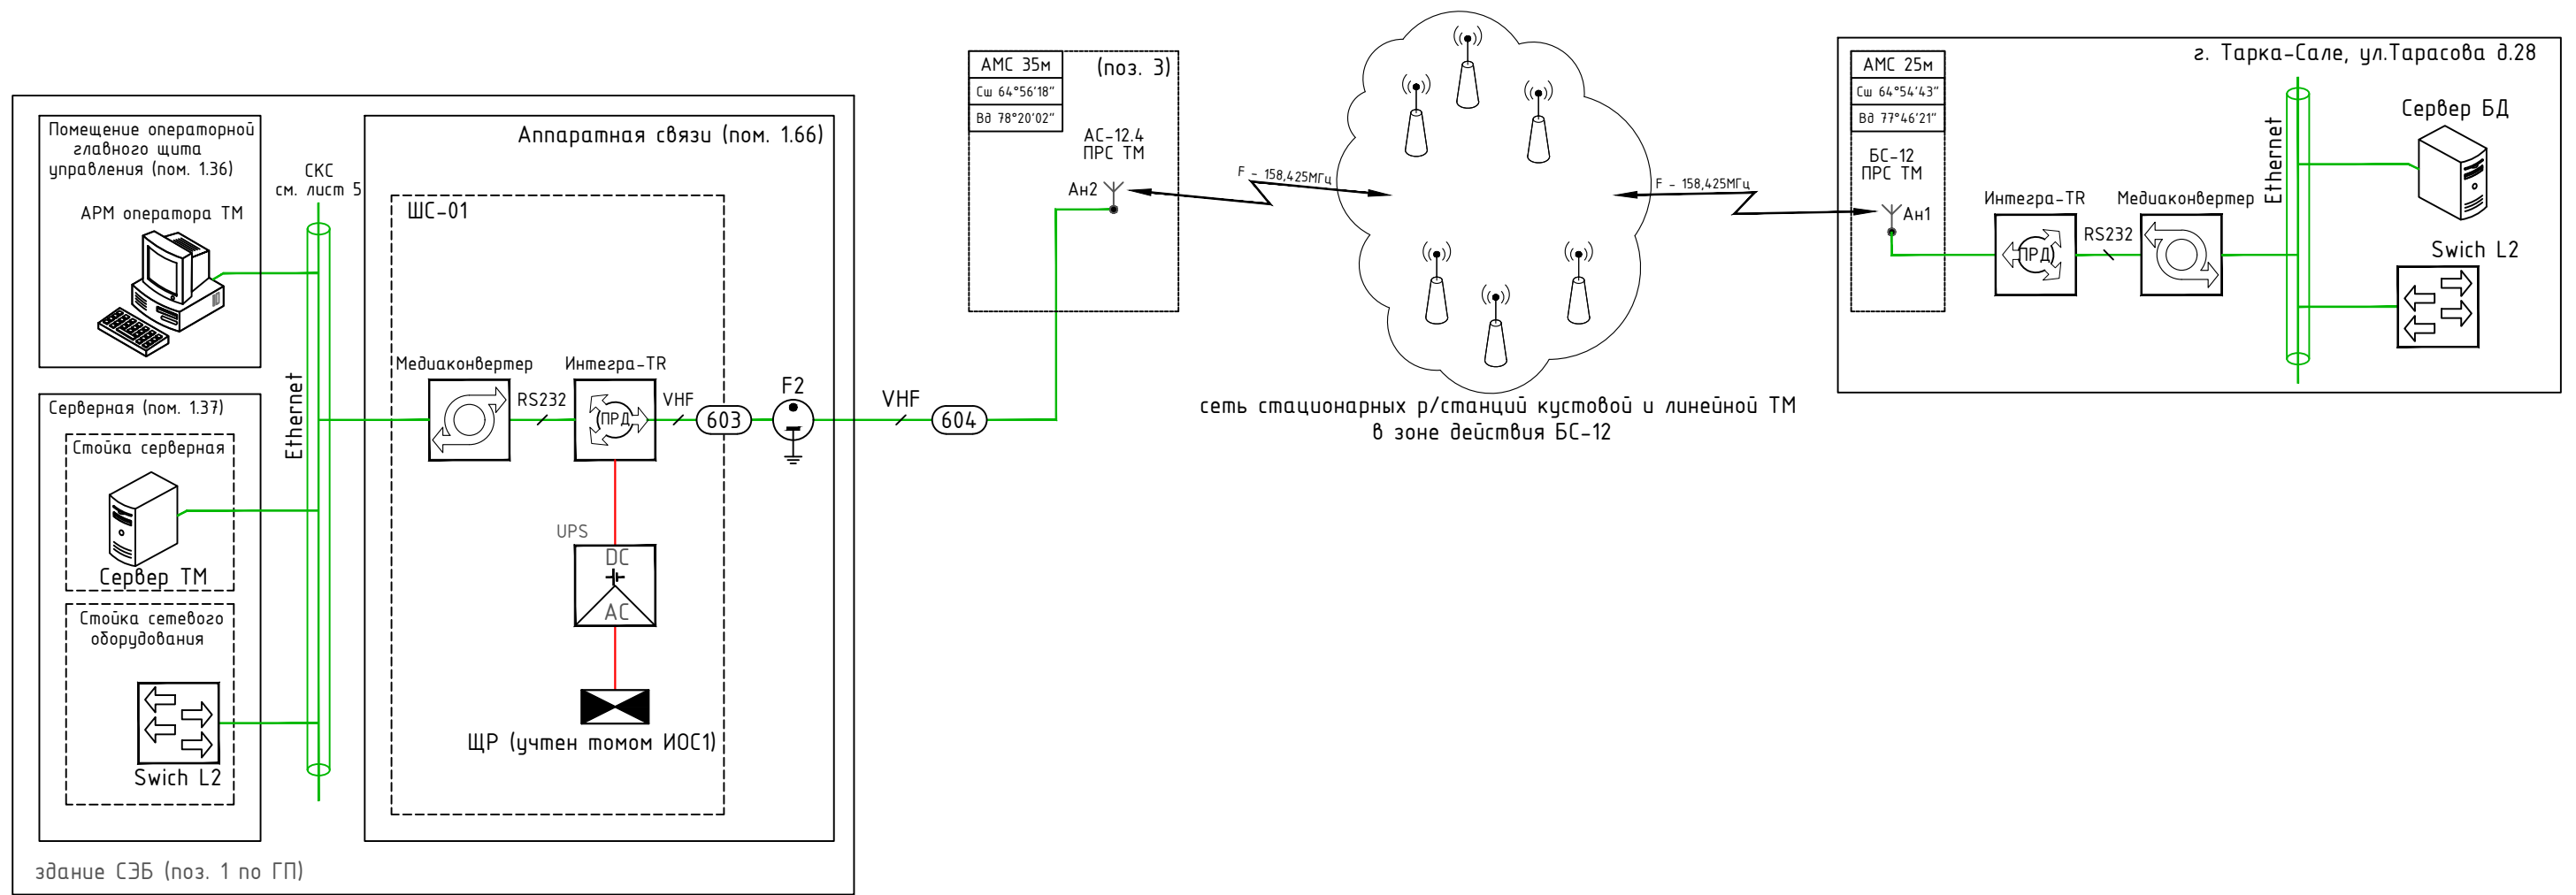 Помещение операторной
главного щита
управления (пом. 1.36)
АРМ оператора ТМ
Серверная (пом. 1.37)
Стойка серверная
Сервер ТМ
Стойка сетевого
оборудования
Swich L2
здание СЭБ (поз. 1 по ГП)
СКС
см. лист 5
Ethernet
Аппаратная связи (пом. 1.66)
ШС-01
Медиаконвертер
RS232
Интегра-TR
ПРД
VHF
603
F2
VHF
604
UPS
DC
AC
ЩР (учтен томом ИОС1)
АМС 35м
Сш 64°56'18"
Вд 78°20'02"
(поз. 3)
АС-12.4
ПРС ТМ
Ан2
F - 158,425МГц
F - 158,425МГц
сеть стационарных р/станций кустовой и линейной ТМ
в зоне действия БС-12
г. Тарка-Сале, ул.Тарасова д.28
АМС 25м
Сш 64°54'43"
Вд 77°46'21"
БС-12
ПРС ТМ
Ан1
Интегра-TR
ПРД
RS232
Медиаконвертер
Ethernet
Сервер БД
Swich L2